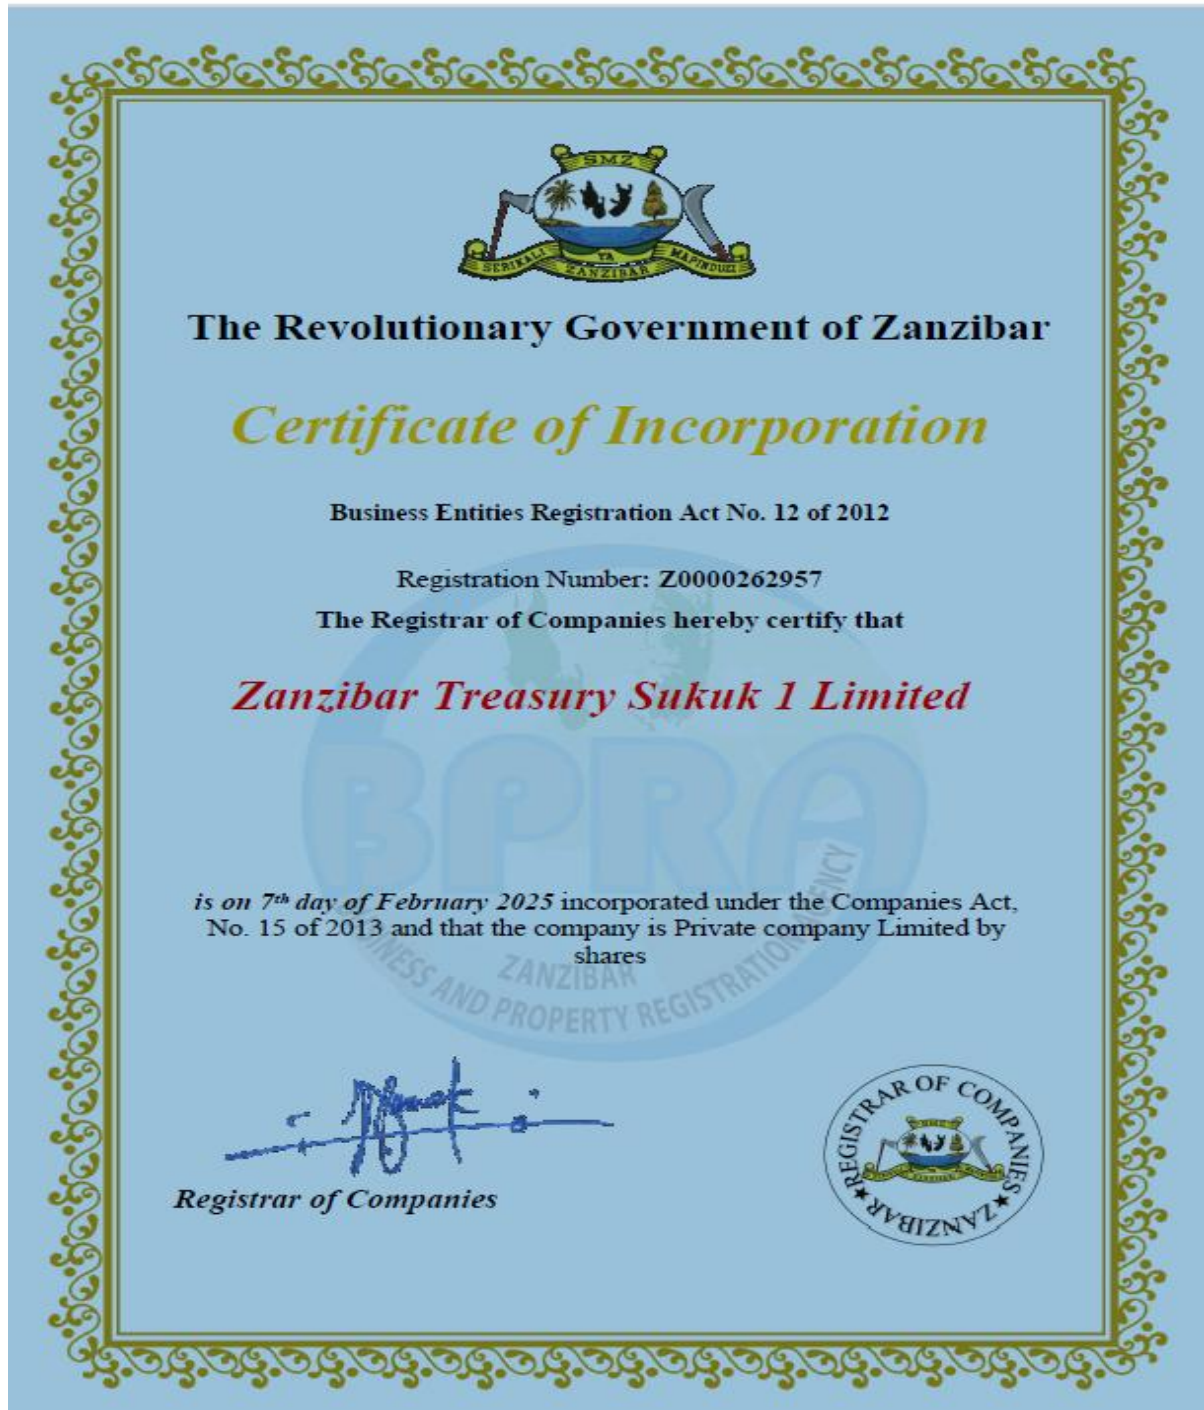 SMZ
SERIKALI YA MAPINDUZI
ZANZIBAR
The Revolutionary Government of Zanzibar
Certificate of Incorporation
Business Entities Registration Act No. 12 of 2012
Registration Number: Z0000262957
The Registrar of Companies hereby certify that
Zanzibar Treasury Sukuk 1 Limited
BPRA
is on 7th day of February 2025 incorporated under the Companies Act,
No. 15 of 2013 and that the company is Private company Limited by
shares
ZANZIBAR
BUSINESS AND PROPERTY REGISTRATION AGENCY
Registrar of Companies
REGISTRAR OF COMPANIES
ZANZIBAR